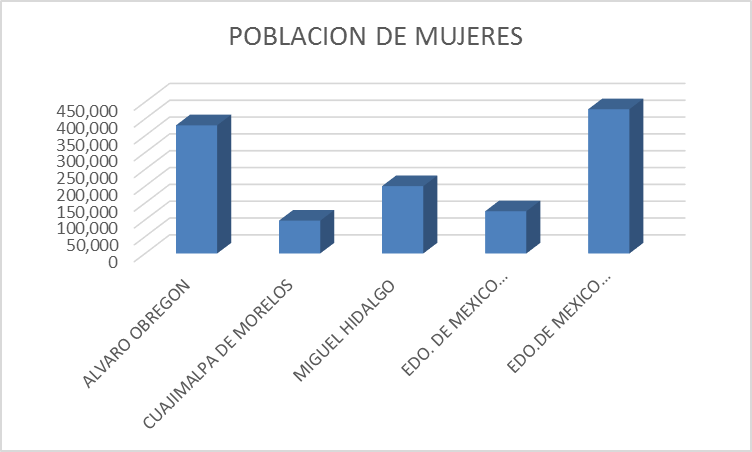 POBLACION DE MUJERES
450,000
400,000
350,000
300,000
250,000
200,000
150,000
100,000
50,000
0
ALVARO OBREGON
CUAJIMALPA DE MORELOS
MIGUEL HIDALGO
EDO. DE MEXICO...
EDO.DE MEXICO...